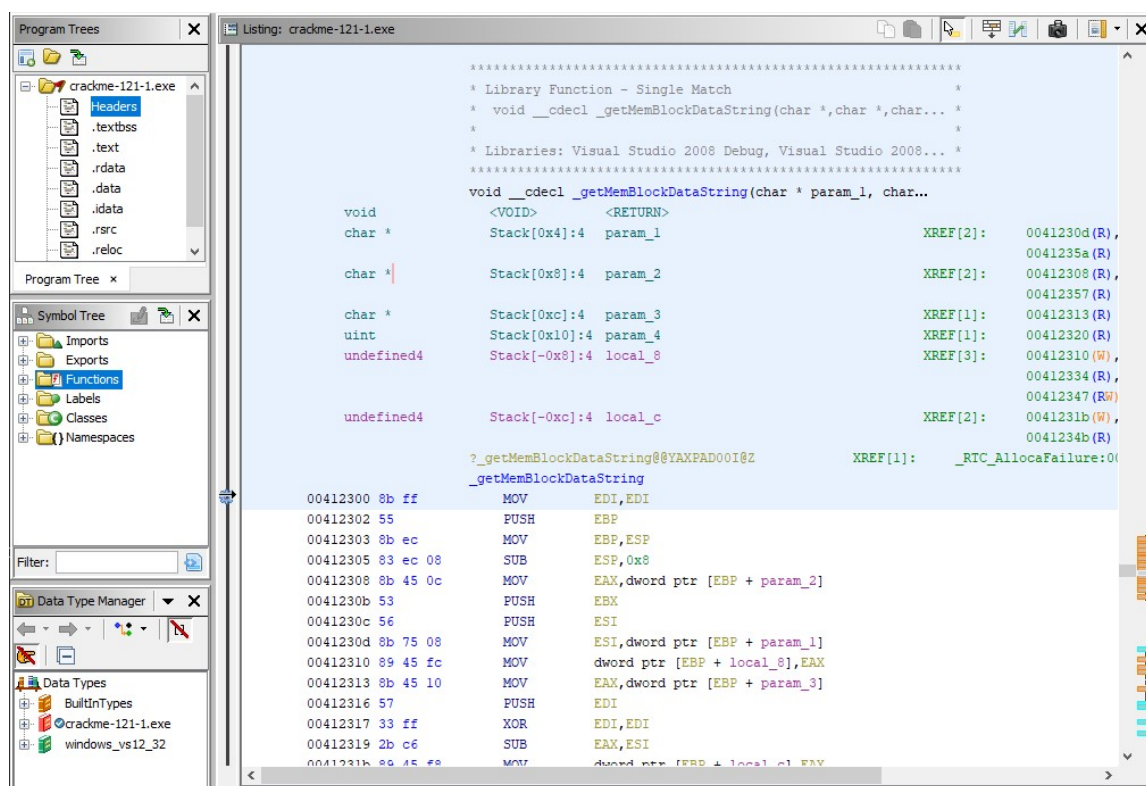 Program Trees
crackme-121-1.exe
Headers
.textbss
.text
.rdata
.data
.idata
.rsrc
.reloc
Program Tree ×
Symbol Tree
Imports
Exports
Functions
Labels
Classes
Namespaces
Filter:
Data Type Manager
Data Types
BuiltInTypes
crackme-121-1.exe
windows_vs12_32
Listing: crackme-121-1.exe
*************************************************************
* Library Function - Single Match *
* void __cdecl _getMemBlockDataString(char *,char *,char... *
* *
* Libraries: Visual Studio 2008 Debug, Visual Studio 2008... *
*************************************************************
void __cdecl _getMemBlockDataString(char * param_1, char...
void <VOID> <RETURN>
char * Stack[0x4]:4 param_1 XREF[2]: 0041230d(R),
0041235a(R)
char * Stack[0x8]:4 param_2 XREF[2]: 00412308(R),
00412357(R)
char * Stack[0xc]:4 param_3 XREF[1]: 00412313(R)
uint Stack[0x10]:4 param_4 XREF[1]: 00412320(R)
undefined4 Stack[-0x8]:4 local_8 XREF[3]: 00412310(W),
00412334(R),
00412347(RW)
undefined4 Stack[-0xc]:4 local_c XREF[2]: 0041231b(W),
0041234b(R)
?_getMemBlockDataString@@YAXPAD00I@Z XREF[1]: _RTC_AllocaFailure:00
_getMemBlockDataString
00412300 8b ff MOV EDI,EDI
00412302 55 PUSH EBP
00412303 8b ec MOV EBP,ESP
00412305 83 ec 08 SUB ESP,0x8
00412308 8b 45 0c MOV EAX,dword ptr [EBP + param_2]
0041230b 53 PUSH EBX
0041230c 56 PUSH ESI
0041230d 8b 75 08 MOV ESI,dword ptr [EBP + param_1]
00412310 89 45 fc MOV dword ptr [EBP + local_8],EAX
00412313 8b 45 10 MOV EAX,dword ptr [EBP + param_3]
00412316 57 PUSH EDI
00412317 33 ff XOR EDI,EDI
00412319 2b c6 SUB EAX,ESI
0041231b 89 45 f8 MOV dword ptr [EBP + local_c],EAX